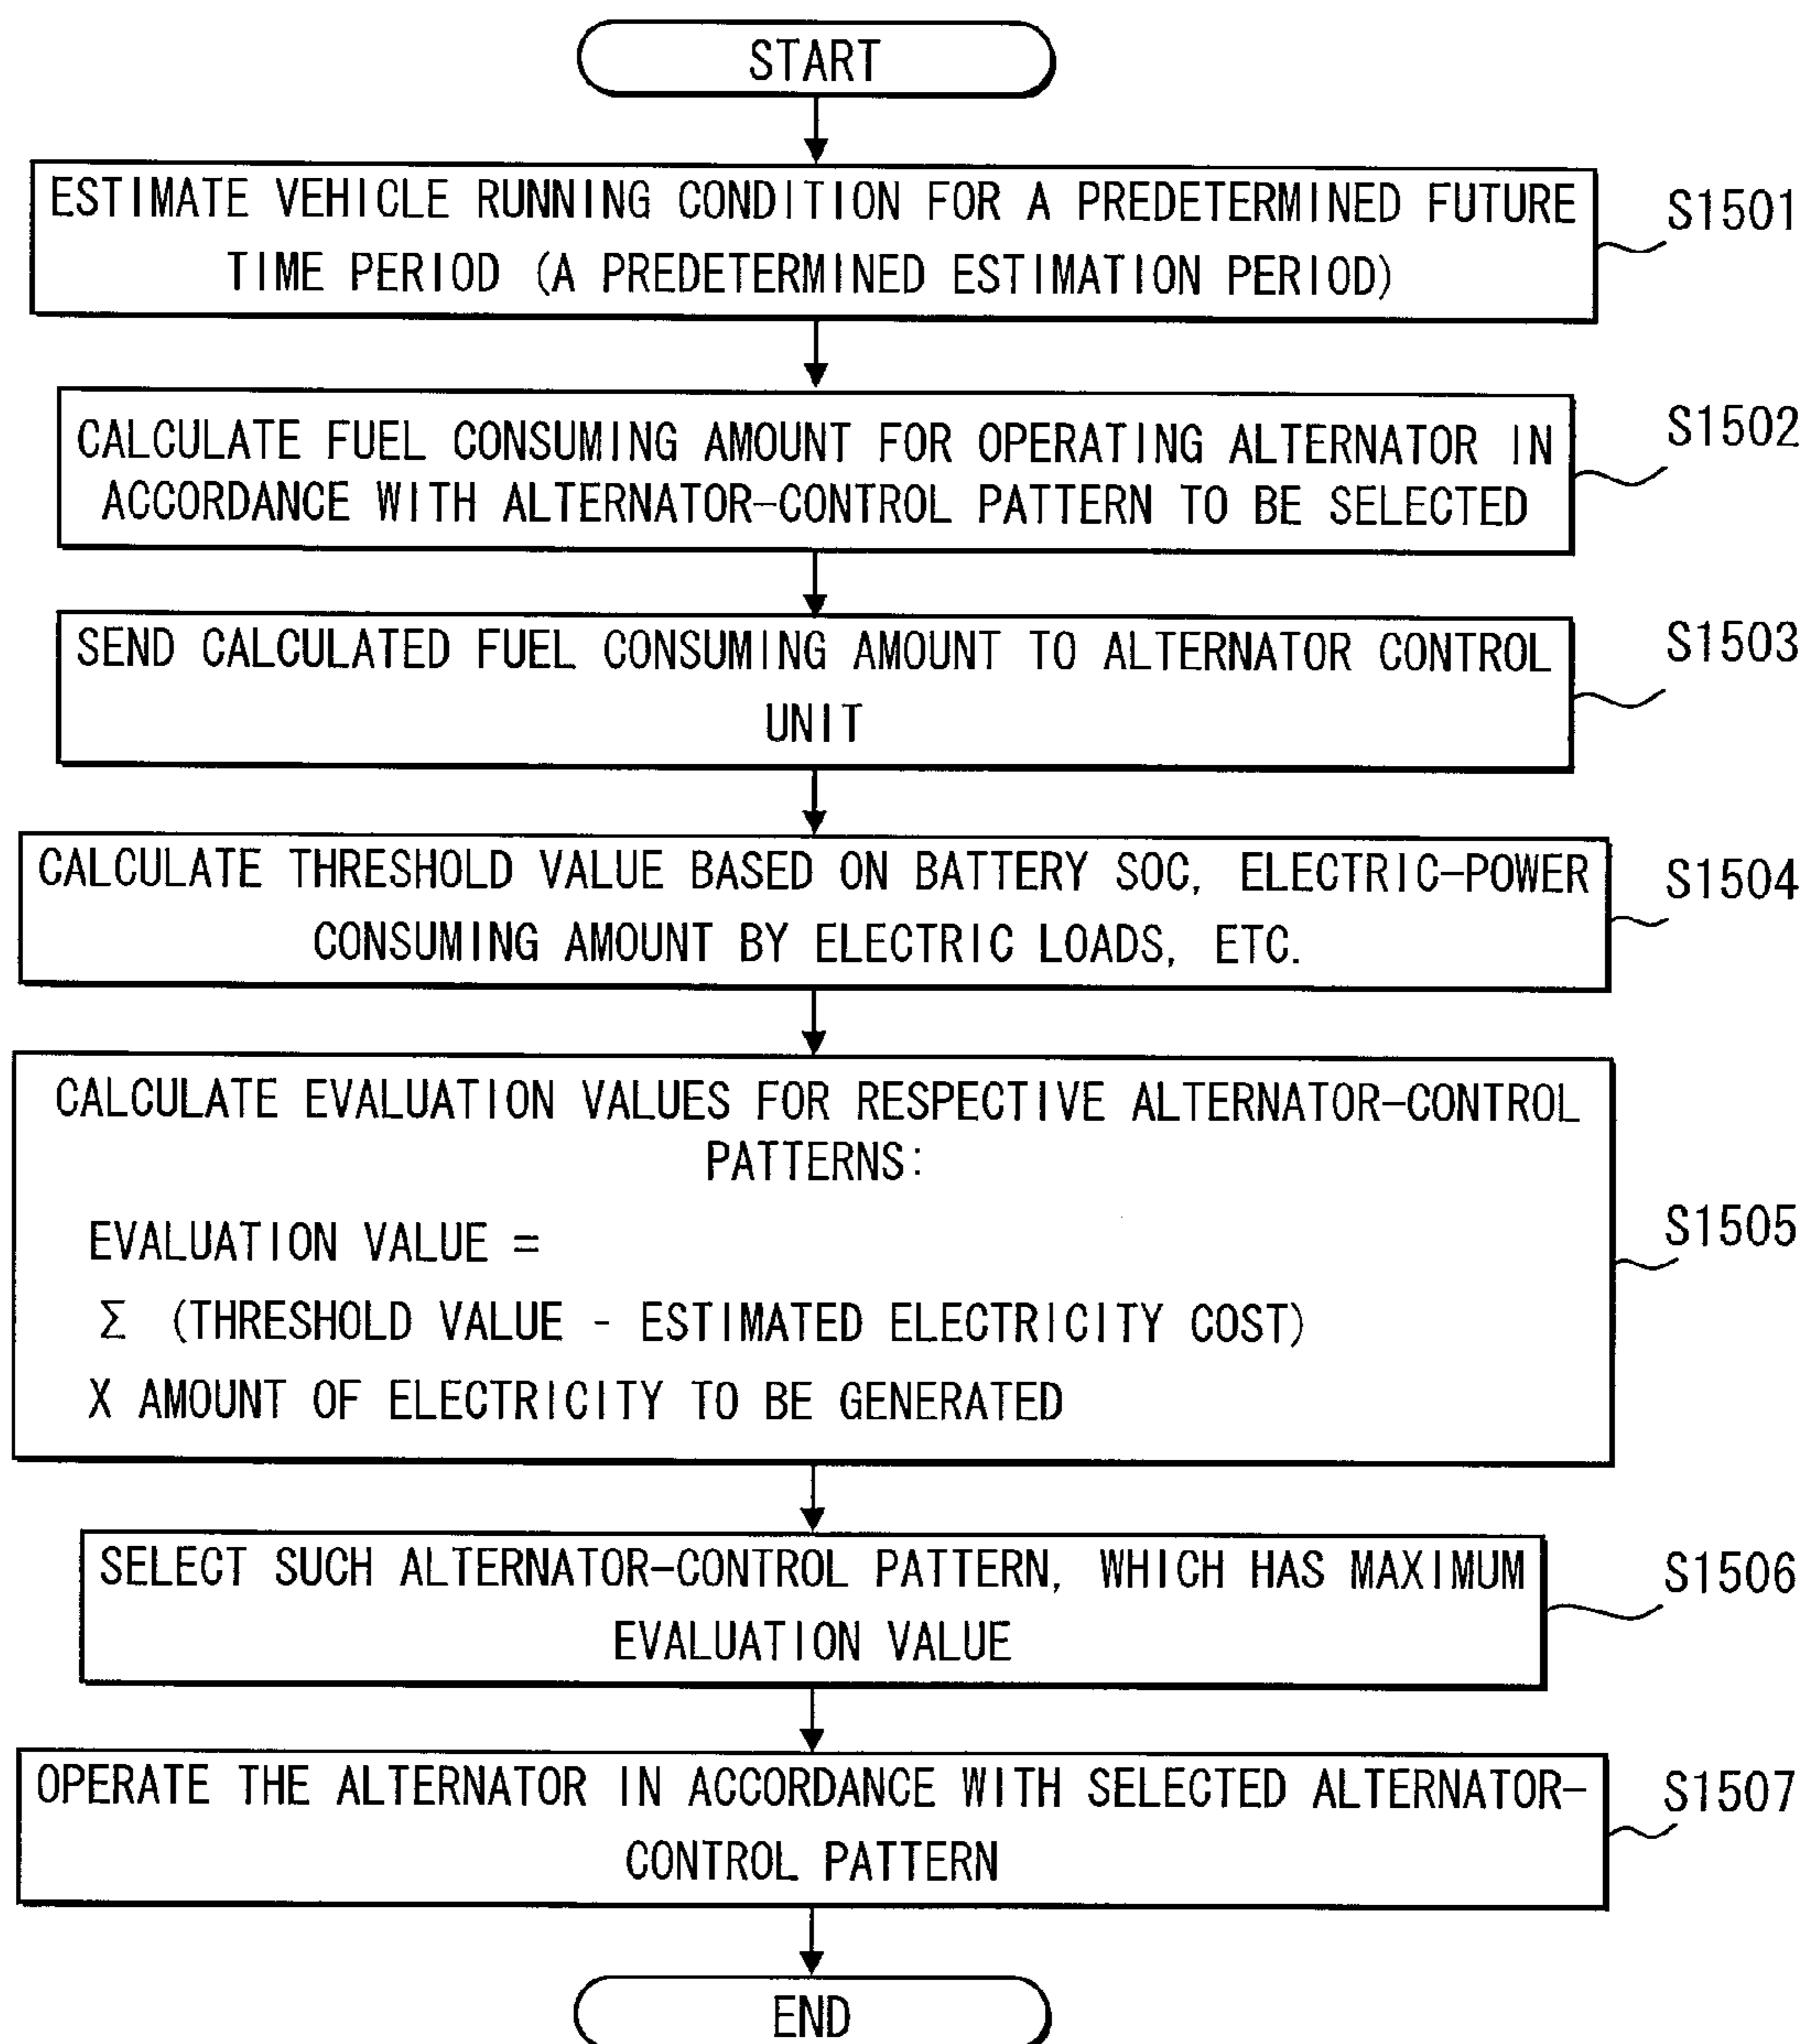 START
ESTIMATE VEHICLE RUNNING CONDITION FOR A PREDETERMINED FUTURE
TIME PERIOD (A PREDETERMINED ESTIMATION PERIOD)
S1501
CALCULATE FUEL CONSUMING AMOUNT FOR OPERATING ALTERNATOR IN
ACCORDANCE WITH ALTERNATOR-CONTROL PATTERN TO BE SELECTED
S1502
SEND CALCULATED FUEL CONSUMING AMOUNT TO ALTERNATOR CONTROL
UNIT
S1503
CALCULATE THRESHOLD VALUE BASED ON BATTERY SOC, ELECTRIC-POWER
CONSUMING AMOUNT BY ELECTRIC LOADS, ETC.
S1504
CALCULATE EVALUATION VALUES FOR RESPECTIVE ALTERNATOR-CONTROL
PATTERNS:
EVALUATION VALUE =
Σ (THRESHOLD VALUE - ESTIMATED ELECTRICITY COST)
X AMOUNT OF ELECTRICITY TO BE GENERATED
S1505
SELECT SUCH ALTERNATOR-CONTROL PATTERN, WHICH HAS MAXIMUM
EVALUATION VALUE
S1506
OPERATE THE ALTERNATOR IN ACCORDANCE WITH SELECTED ALTERNATOR-
CONTROL PATTERN
S1507
END